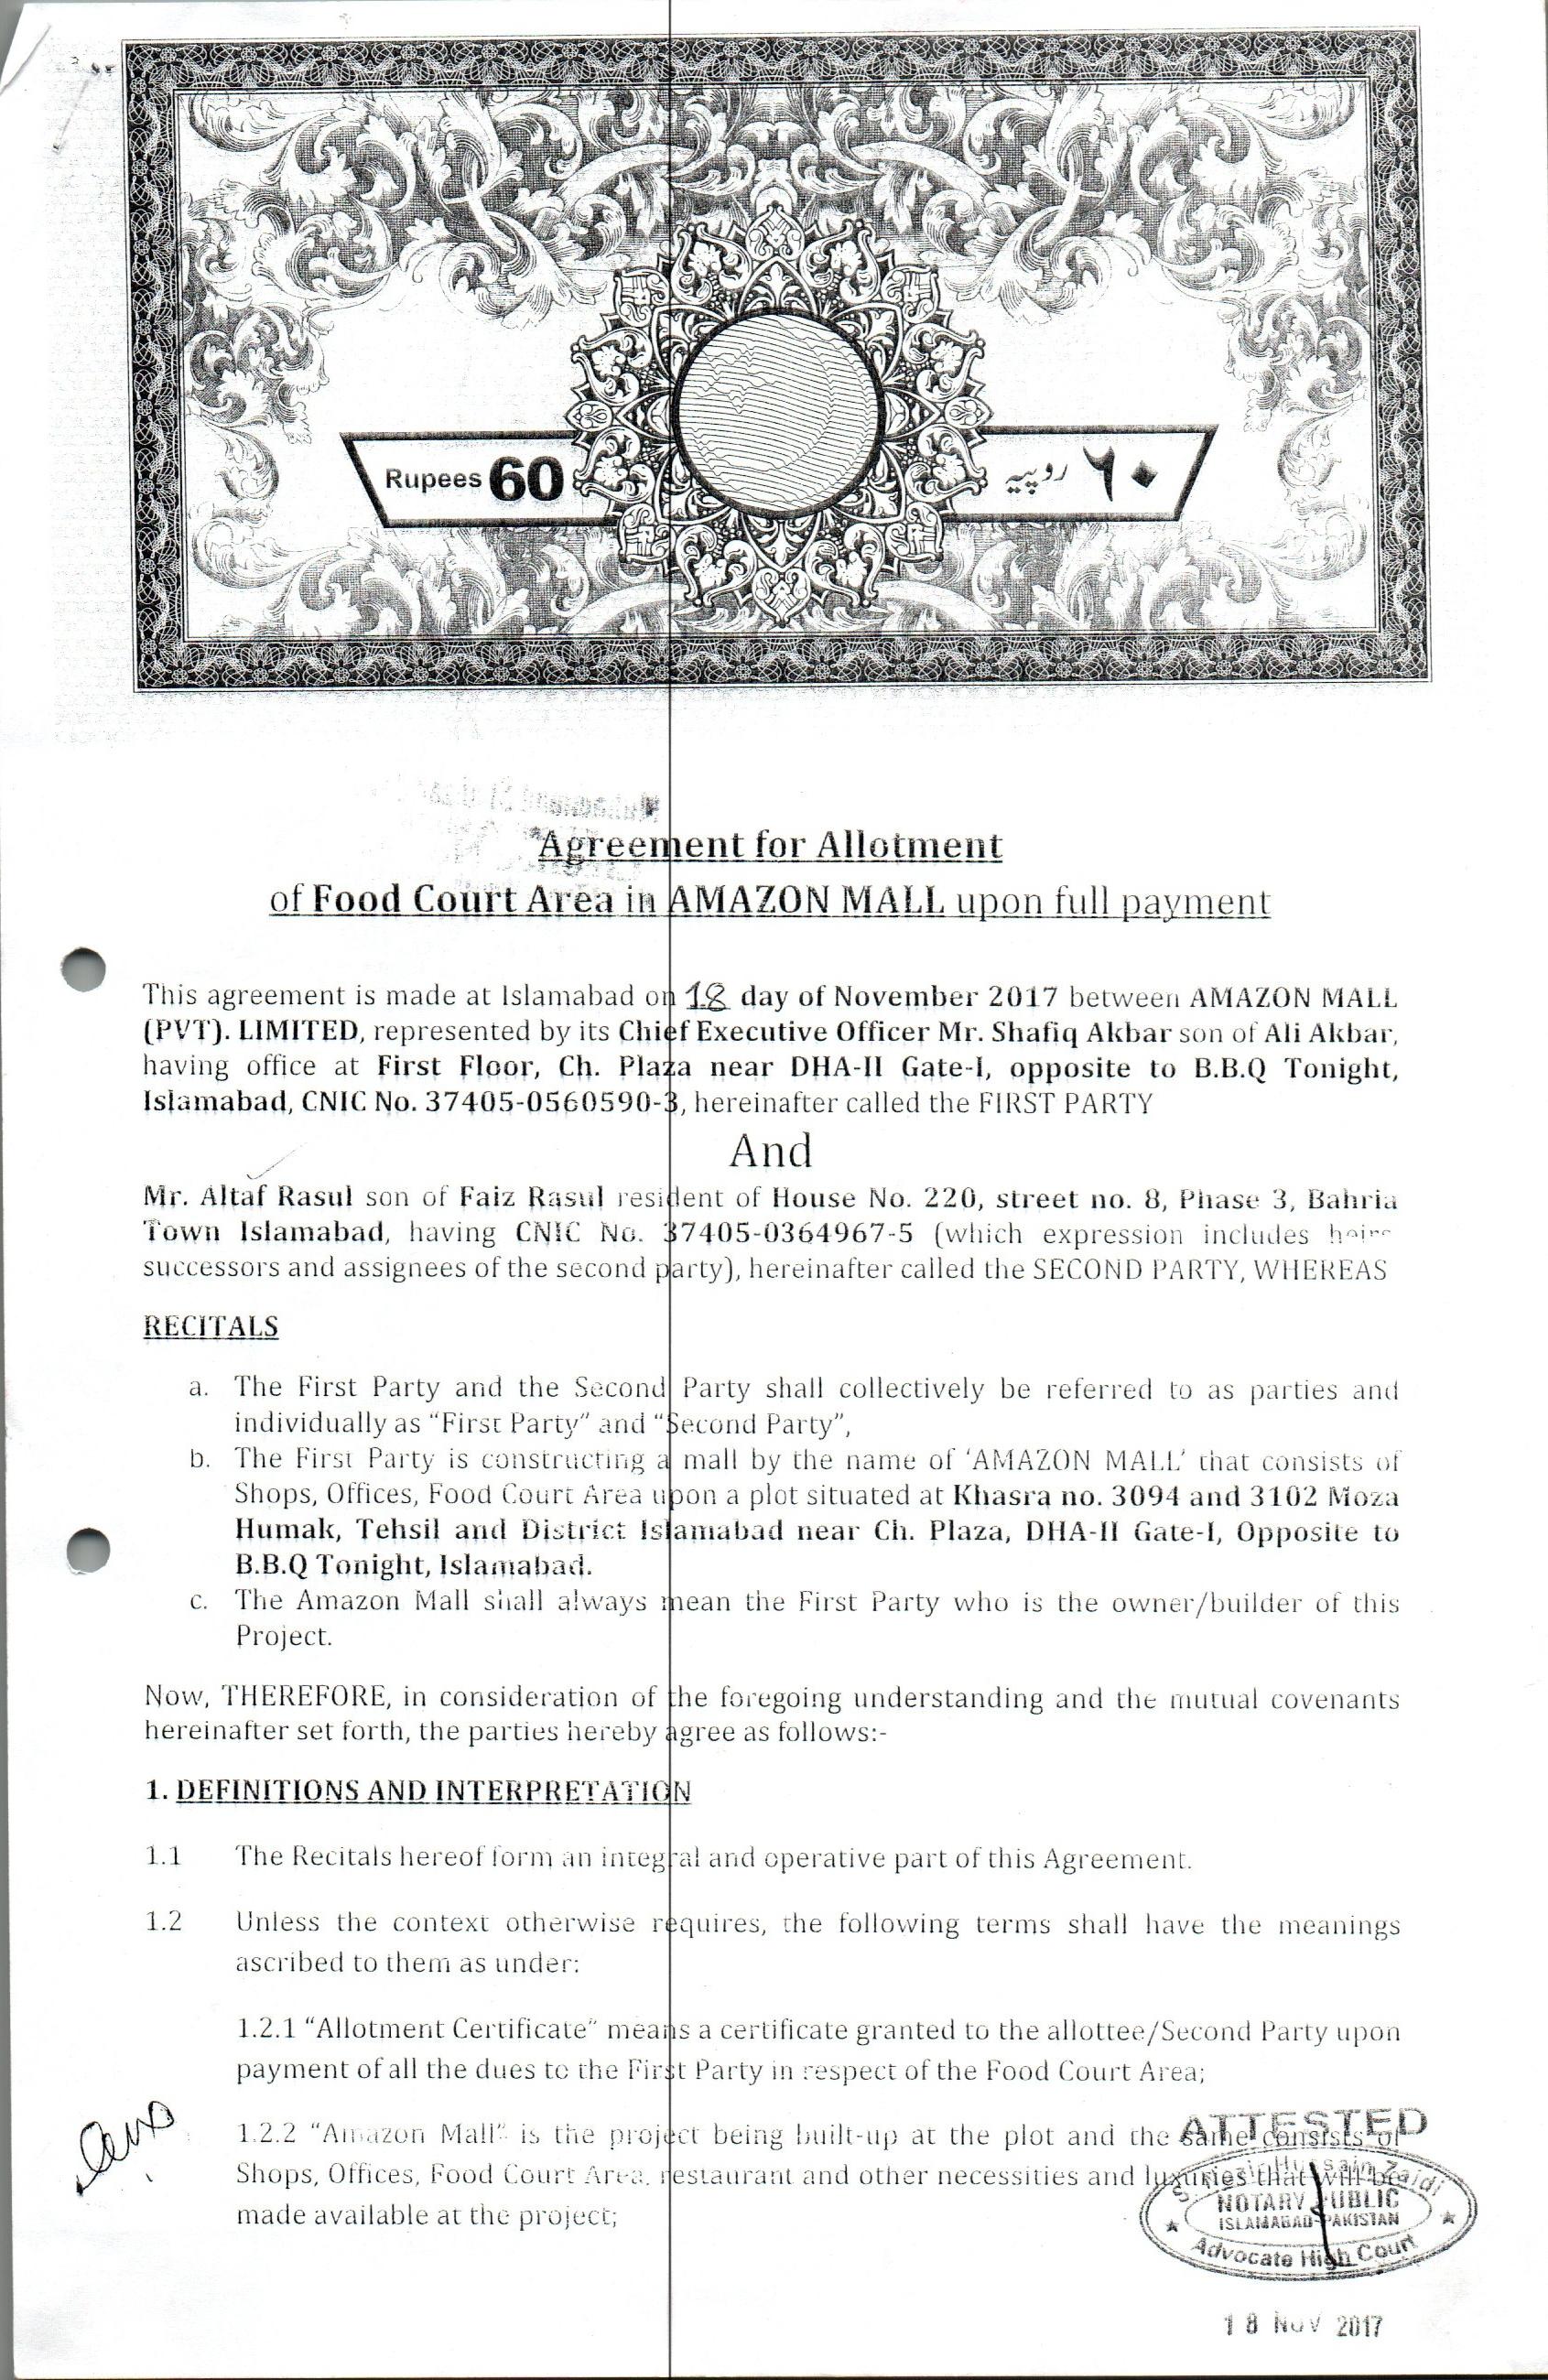 Rupees 60
٦٠ روپیہ
Agreement for Allotment
of Food Court Area in AMAZON MALL upon full payment
This agreement is made at Islamabad on 18 day of November 2017 between AMAZON MALL
(PVT). LIMITED, represented by its Chief Executive Officer Mr. Shafiq Akbar son of Ali Akbar,
having office at First Floor, Ch. Plaza near DHA-II Gate-I, opposite to B.B.Q Tonight,
Islamabad, CNIC No. 37405-0560590-3, hereinafter called the FIRST PARTY
And
Mr. Altaf Rasul son of Faiz Rasul resident of House No. 220, street no. 8, Phase 3, Bahria
Town Islamabad, having CNIC No. 37405-0364967-5 (which expression includes heirs
successors and assignees of the second party), hereinafter called the SECOND PARTY, WHEREAS
RECITALS
a. The First Party and the Second Party shall collectively be referred to as parties and
individually as “First Party” and “Second Party”,
b. The First Party is constructing a mall by the name of ‘AMAZON MALL’ that consists of
Shops, Offices, Food Court Area upon a plot situated at Khasra no. 3094 and 3102 Moza
Humak, Tehsil and District Islamabad near Ch. Plaza, DHA-II Gate-I, Opposite to
B.B.Q Tonight, Islamabad.
c. The Amazon Mall shall always mean the First Party who is the owner/builder of this
Project.
Now, THEREFORE, in consideration of the foregoing understanding and the mutual covenants
hereinafter set forth, the parties hereby agree as follows:-
1. DEFINITIONS AND INTERPRETATION
1.1 The Recitals hereof form an integral and operative part of this Agreement.
1.2 Unless the context otherwise requires, the following terms shall have the meanings
ascribed to them as under:
1.2.1 “Allotment Certificate” means a certificate granted to the allottee/Second Party upon
payment of all the dues to the First Party in respect of the Food Court Area;
1.2.2 “Amazon Mall” is the project being built-up at the plot and the same consists of
Shops, Offices, Food Court Area, restaurant and other necessities and luxuries that will be
made available at the project;
ATTESTED
Hussain Zaidi
NOTARY PUBLIC
ISLAMABAD-PAKISTAN
Advocate High Court
18 NOV 2017